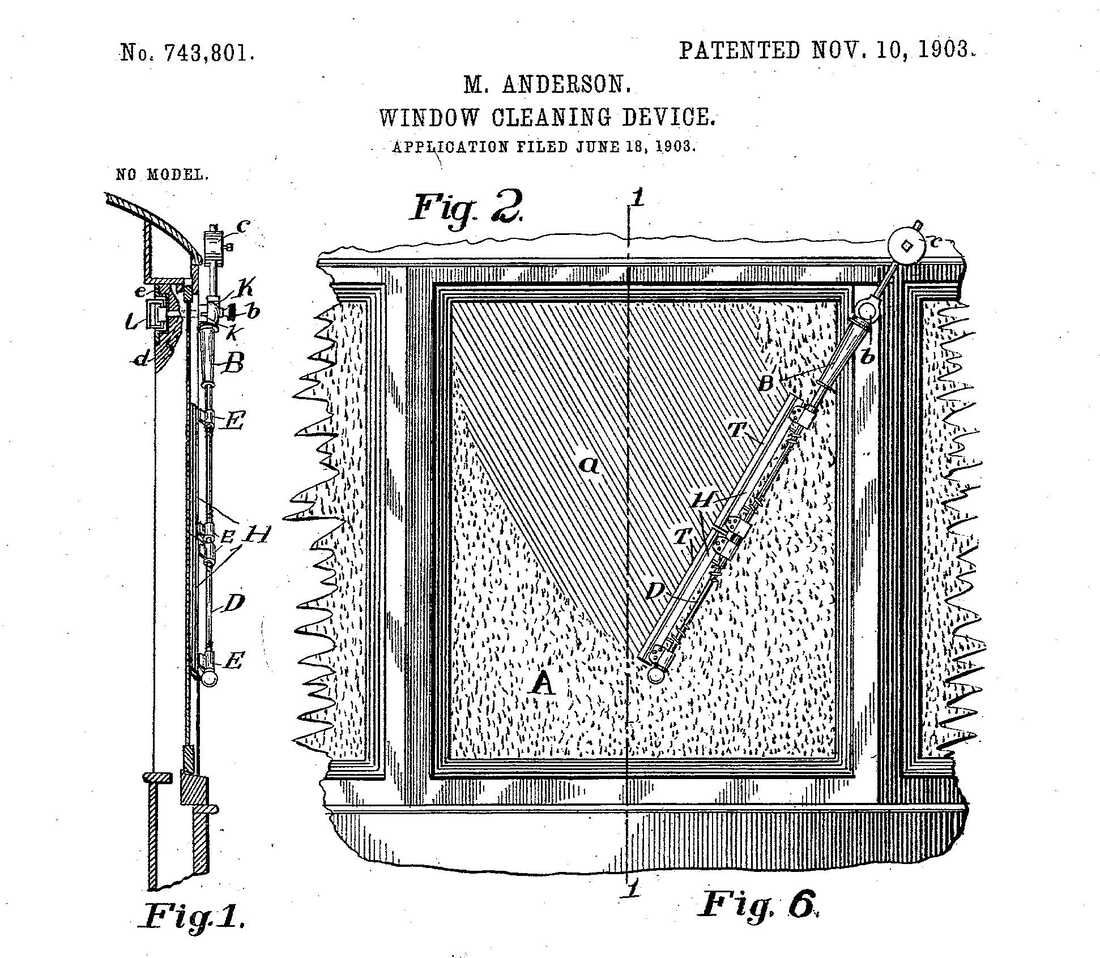 No. 743,801.
PATENTED NOV. 10, 1903.
M. ANDERSON.
WINDOW CLEANING DEVICE.
APPLICATION FILED JUNE 18, 1903.
NO MODEL.
Fig. 2.
1
c
c
e
K
l
b
k
d
B
b
B
E
T
a
H
E
H
T
D
D
E
A
1
Fig. 1.
Fig. 6.